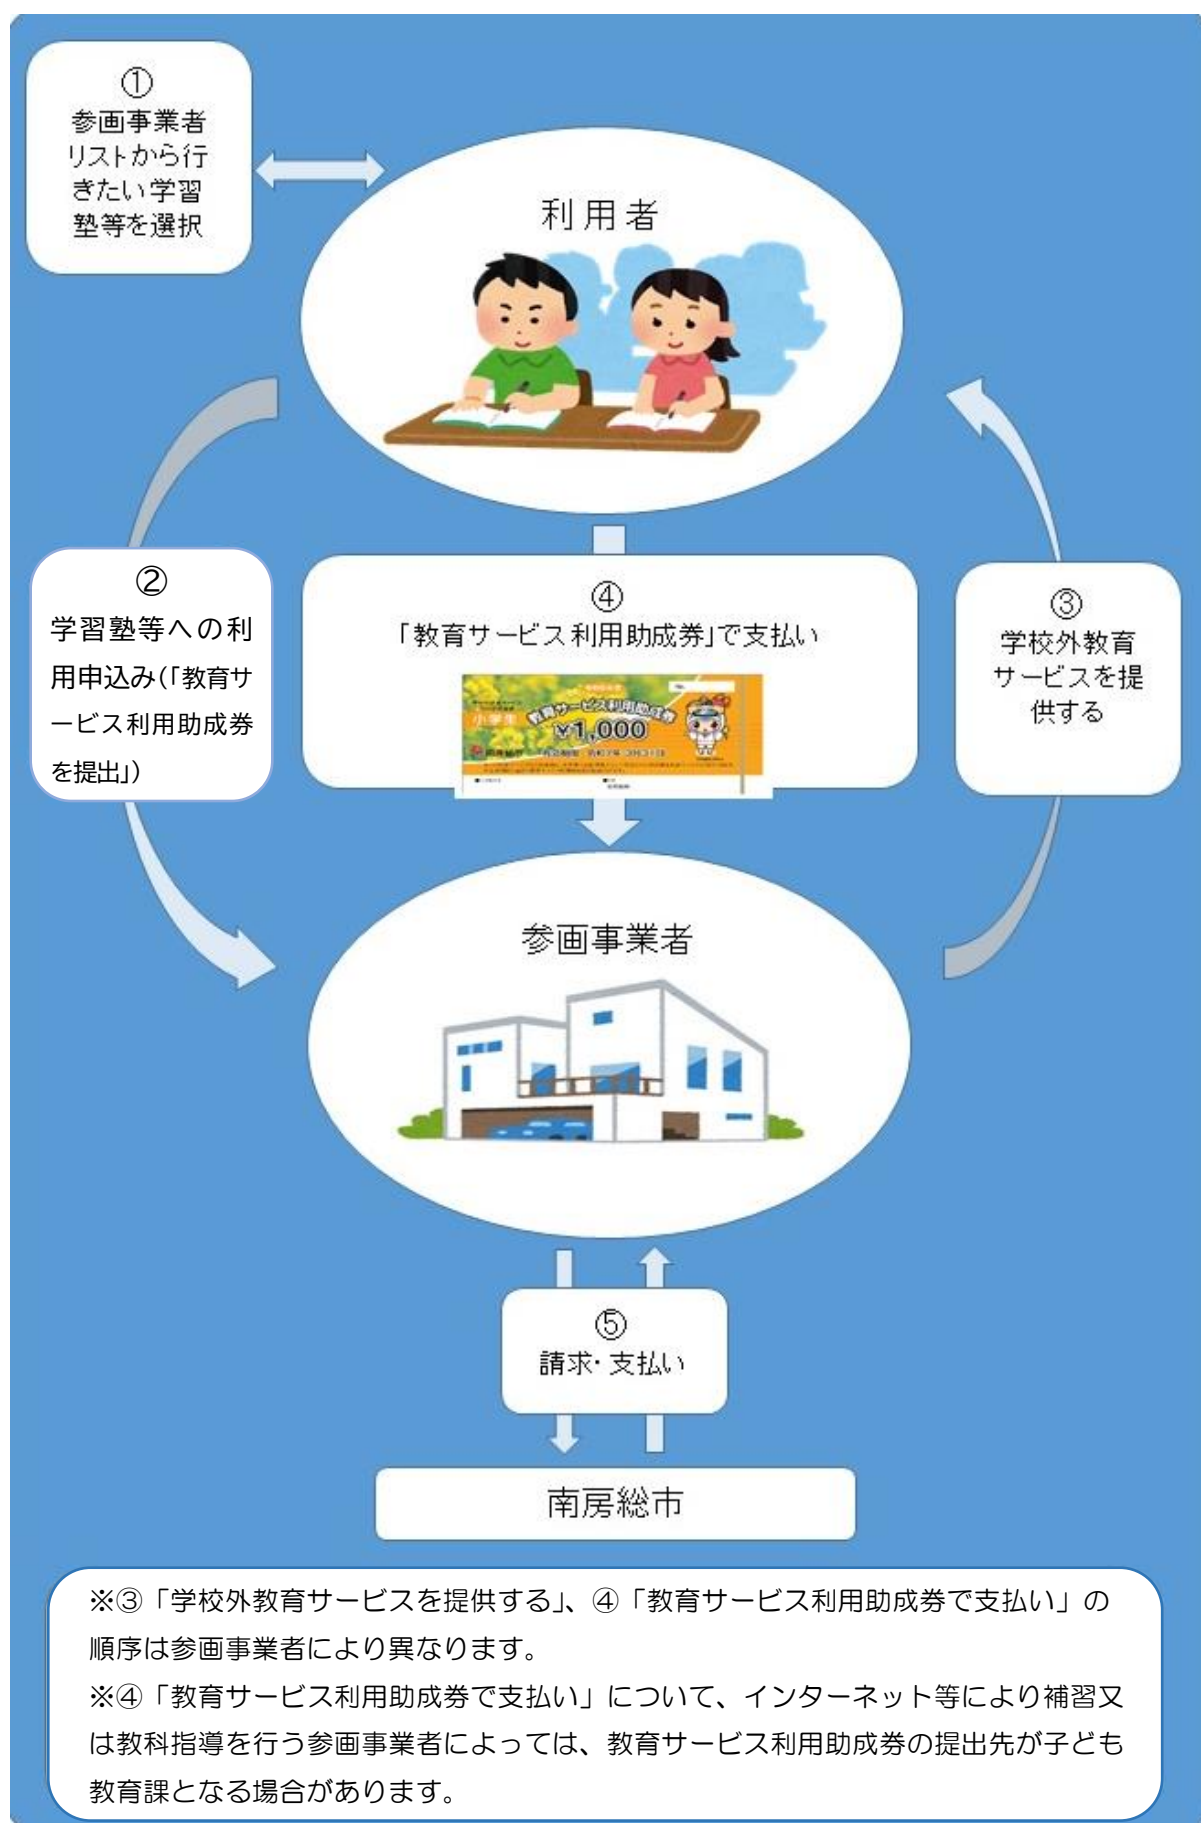 ①
参画事業者
リストから行
きたい学習
塾等を選択
利用者
②
学習塾等への利
用申込み(「教育サ
ービス利用助成券
を提出」)
④
「教育サービス利用助成券」で支払い
小学生
教育サービス利用助成券
¥1,000
③
学校外教育
サービスを提
供する
参画事業者
⑤
請求・支払い
南房総市
※③「学校外教育サービスを提供する」、④「教育サービス利用助成券で支払い」の
順序は参画事業者により異なります。
※④「教育サービス利用助成券で支払い」について、インターネット等により補習又
は教科指導を行う参画事業者によっては、教育サービス利用助成券の提出先が子ども
教育課となる場合があります。